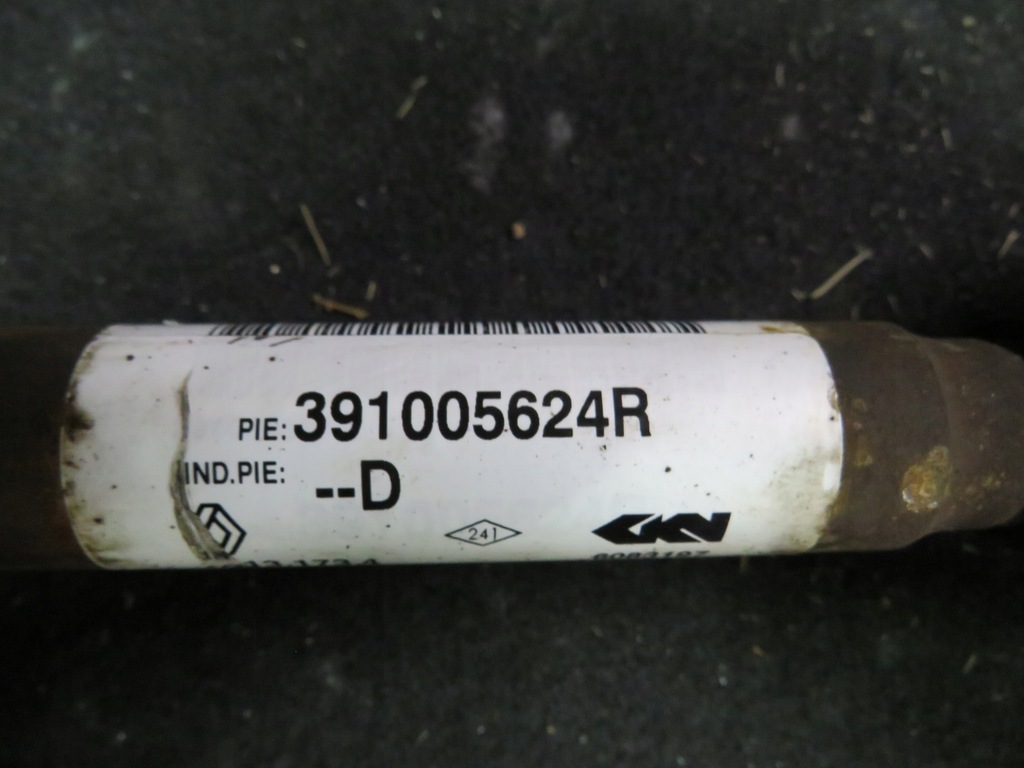 PIE: 391005624R
IND.PIE: --D
241 GKN